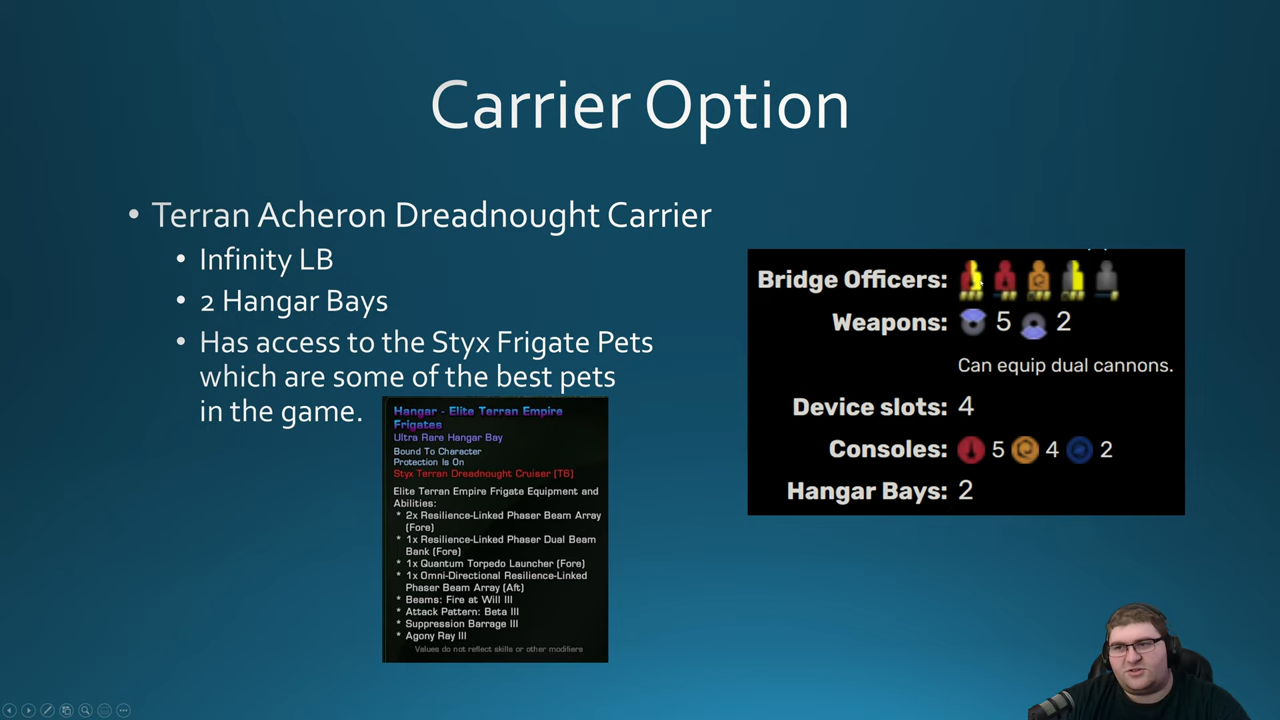 Carrier Option
• Terran Acheron Dreadnought Carrier
• Infinity LB
• 2 Hangar Bays
• Has access to the Styx Frigate Pets
which are some of the best pets
in the game.
Hangar - Elite Terran Empire
Frigates
Ultra Rare Hangar Bay
Bound To Character
Protection Is On
Styx Terran Dreadnought Cruiser [T6]
Elite Terran Empire Frigate Equipment and
Abilities:
* 2x Resilience-Linked Phaser Beam Array
(Fore)
* 1x Resilience-Linked Phaser Dual Beam
Bank (Fore)
* 1x Quantum Torpedo Launcher (Fore)
* 1x Omni-Directional Resilience-Linked
Phaser Beam Array (Aft)
* Beams: Fire at Will III
* Attack Pattern: Beta III
* Suppression Barrage III
* Agony Ray III
Values do not reflect skills or other modifiers
Bridge Officers:
Weapons: 5 2
Can equip dual cannons.
Device slots: 4
Consoles: 5 4 2
Hangar Bays: 2